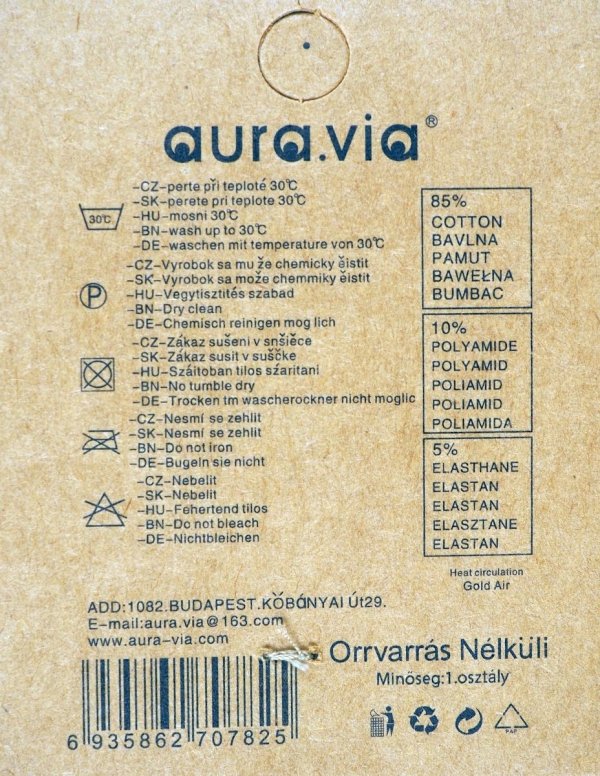 aura.via®
30℃
-CZ-perte při teploté 30℃
-SK-perete pri teplote 30℃
-HU-mosni 30℃
-BN-wash up to 30℃
-DE-waschen mit temperature von 30℃
P
-CZ-Vyrobok sa mu že chemicky ěistit
-SK-Vyrobok sa može chemmiky ěistit
-HU-Vegytisztítés szabad
-BN-Dry clean
-DE-Chemisch reinigen mog lich
-CZ-Zákaz sušeni v snšiěce
-SK-Zákaz susit v suščke
-HU-Száitoban tilos szaritani
-BN-No tumble dry
-DE-Trocken tm wascherockner nicht moglic
-CZ-Nesmí se zehlit
-SK-Nesmí se zehlit
-BN-Do not iron
-DE-Bugeln sie nicht
-CZ-Nebelit
-SK-Nebelit
-HU-Fehertend tilos
-BN-Do not bleach
-DE-Nichtbleichen
85%
COTTON
BAVLNA
PAMUT
BAWEŁNA
BUMBAC
10%
POLYAMIDE
POLYAMID
POLIAMID
POLIAMID
POLIAMIDA
5%
ELASTHANE
ELASTAN
ELASTAN
ELASZTANE
ELASTAN
Heat circulation
Gold Air
ADD:1082.BUDAPEST.KŐBÁNYAI Út29.
E-mail:aura.via@163.com
www.aura-via.com
Orrvarrás Nélküli
Minőseg:1.osztály
6 935862 707825
PAP